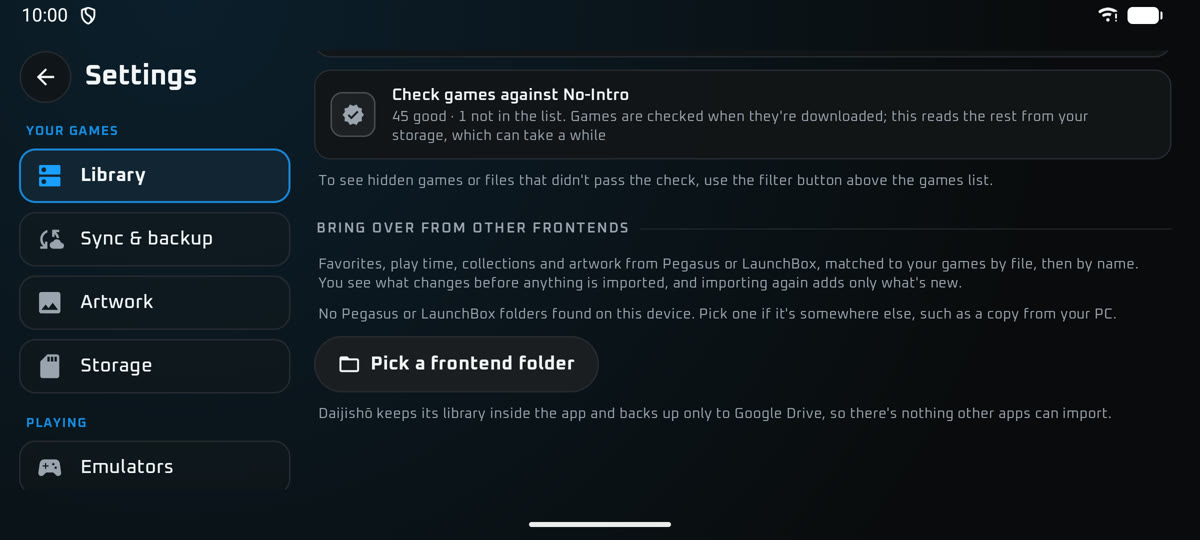 10:00
Settings
YOUR GAMES
Library
Sync & backup
Artwork
Storage
PLAYING
Emulators
Check games against No-Intro
45 good · 1 not in the list. Games are checked when they're downloaded; this reads the rest from your
storage, which can take a while
To see hidden games or files that didn't pass the check, use the filter button above the games list.
BRING OVER FROM OTHER FRONTENDS
Favorites, play time, collections and artwork from Pegasus or LaunchBox, matched to your games by file, then by name.
You see what changes before anything is imported, and importing again adds only what's new.
No Pegasus or LaunchBox folders found on this device. Pick one if it's somewhere else, such as a copy from your PC.
Pick a frontend folder
Daijishō keeps its library inside the app and backs up only to Google Drive, so there's nothing other apps can import.